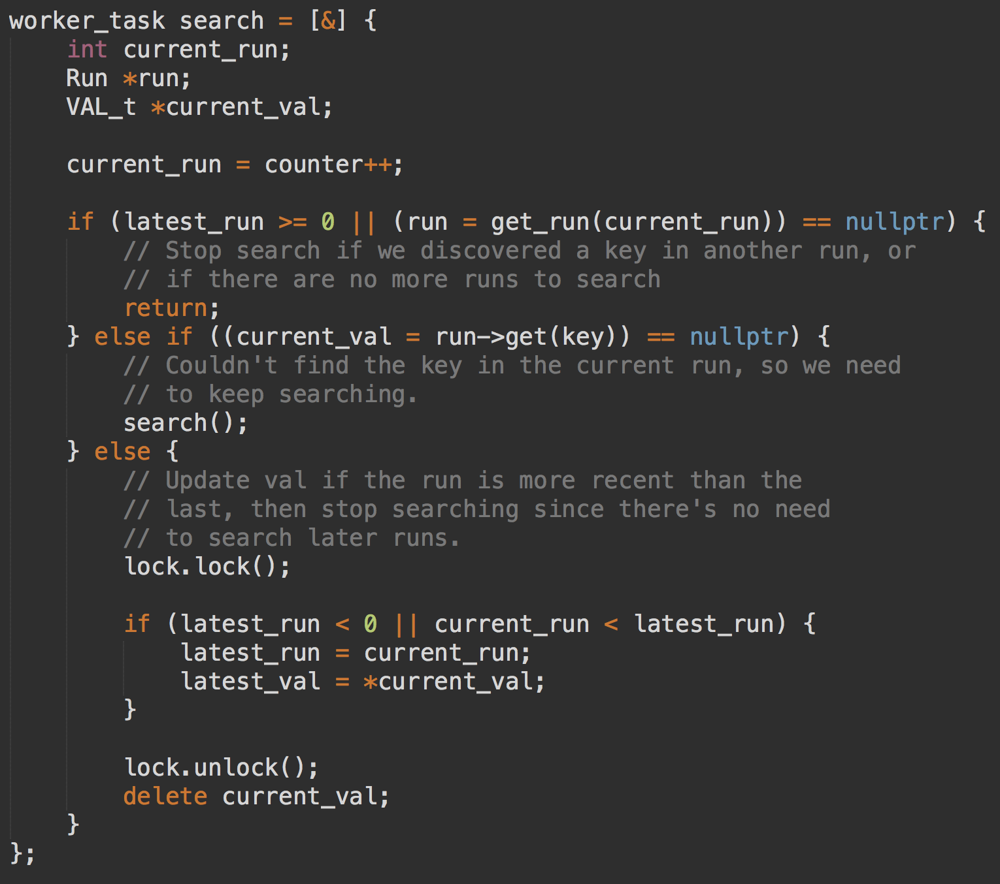 worker_task search = [&] {
    int current_run;
    Run *run;
    VAL_t *current_val;

    current_run = counter++;

    if (latest_run >= 0 || (run = get_run(current_run)) == nullptr) {
        // Stop search if we discovered a key in another run, or
        // if there are no more runs to search
        return;
    } else if ((current_val = run->get(key)) == nullptr) {
        // Couldn't find the key in the current run, so we need
        // to keep searching.
        search();
    } else {
        // Update val if the run is more recent than the
        // last, then stop searching since there's no need
        // to search later runs.
        lock.lock();

        if (latest_run < 0 || current_run < latest_run) {
            latest_run = current_run;
            latest_val = *current_val;
        }

        lock.unlock();
        delete current_val;
    }
};